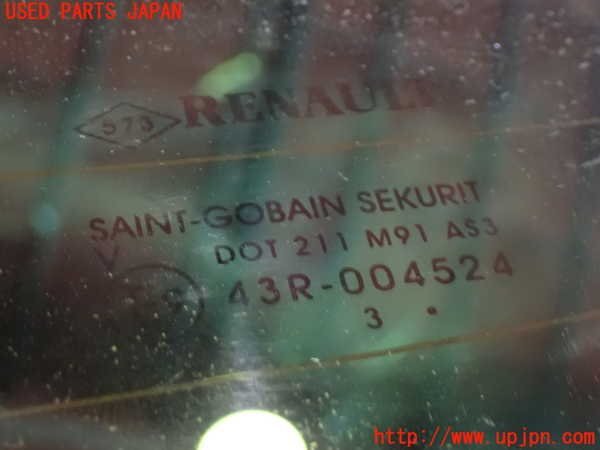 USED PARTS JAPAN
573 RENAULT
SAINT-GOBAIN SEKURIT
DOT 211 M91 AS3
V
43R-004524
3 .
http://www.upjpn.com/